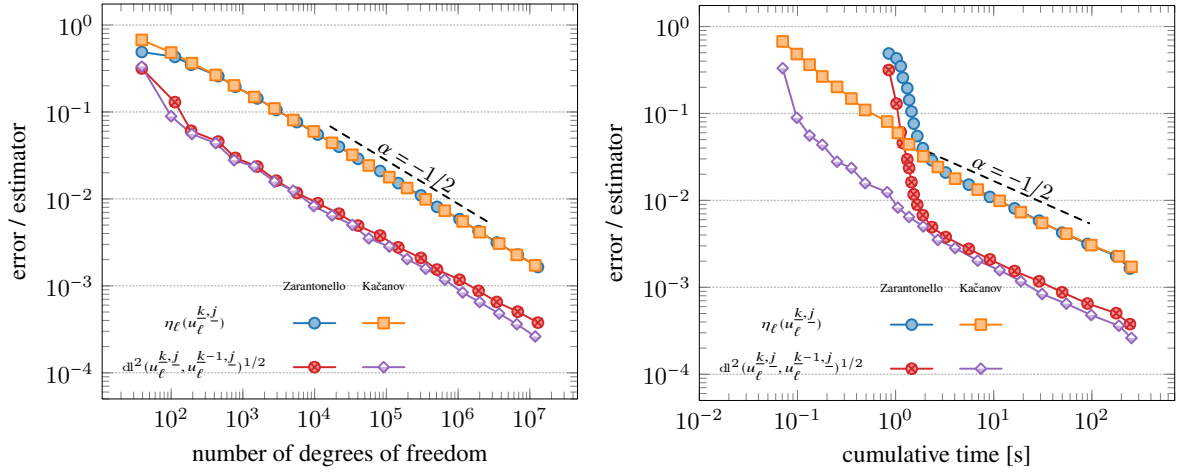 10^0
10^−1
10^−2
10^−3
10^−4
error / estimator
α = −1/2
Zarantonello Kačanov
η_ℓ(u_ℓ^{k,j})
dl²(u_ℓ^{k,j}, u_ℓ^{k−1,j})^{1/2}
10^2 10^3 10^4 10^5 10^6 10^7
number of degrees of freedom
10^0
10^−1
10^−2
10^−3
10^−4
error / estimator
α = −1/2
Zarantonello Kačanov
η_ℓ(u_ℓ^{k,j})
dl²(u_ℓ^{k,j}, u_ℓ^{k−1,j})^{1/2}
10^−2 10^−1 10^0 10^1 10^2
cumulative time [s]